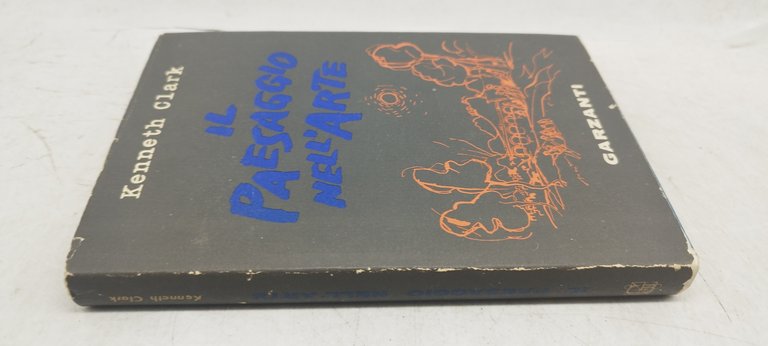 Kenneth Clark
IL
PAESAGGIO
NELL'ARTE
GARZANTI
Kenneth Clark